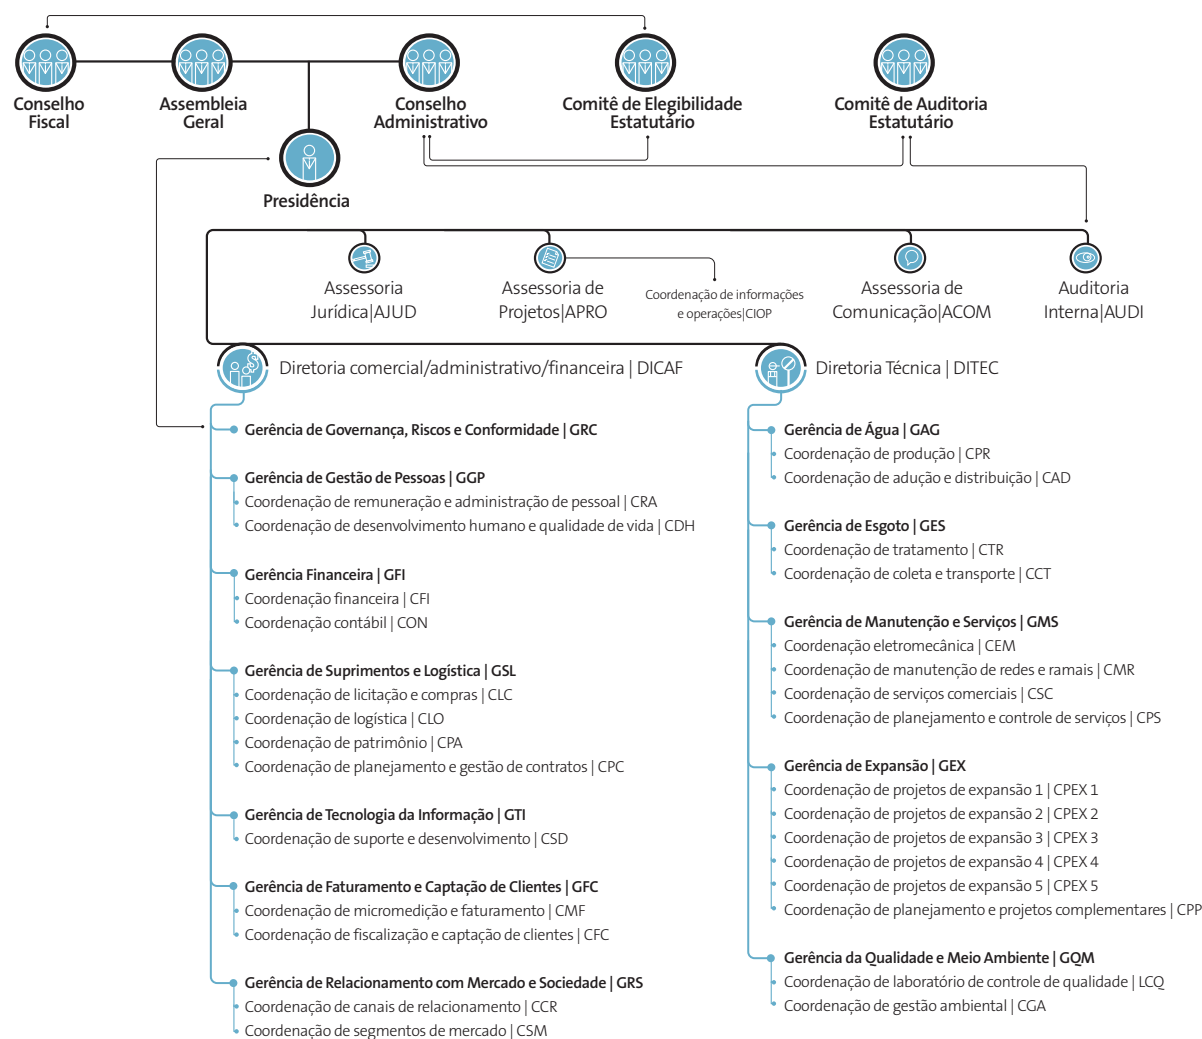 Conselho
Fiscal
Assembleia
Geral
Conselho
Administrativo
Comitê de Elegibilidade
Estatutário
Comitê de Auditoria
Estatutário
Presidência
Assessoria
Jurídica|AJUD
Assessoria de
Projetos|APRO
Coordenação de informações
e operações|CIOP
Assessoria de
Comunicação|ACOM
Auditoria
Interna|AUDI
Diretoria comercial/administrativo/financeira | DICAF
Gerência de Governança, Riscos e Conformidade | GRC
Gerência de Gestão de Pessoas | GGP
Coordenação de remuneração e administração de pessoal | CRA
Coordenação de desenvolvimento humano e qualidade de vida | CDH
Gerência Financeira | GFI
Coordenação financeira | CFI
Coordenação contábil | CON
Gerência de Suprimentos e Logística | GSL
Coordenação de licitação e compras | CLC
Coordenação de logística | CLO
Coordenação de patrimônio | CPA
Coordenação de planejamento e gestão de contratos | CPC
Gerência de Tecnologia da Informação | GTI
Coordenação de suporte e desenvolvimento | CSD
Gerência de Faturamento e Captação de Clientes | GFC
Coordenação de micromedição e faturamento | CMF
Coordenação de fiscalização e captação de clientes | CFC
Gerência de Relacionamento com Mercado e Sociedade | GRS
Coordenação de canais de relacionamento | CCR
Coordenação de segmentos de mercado | CSM
Diretoria Técnica | DITEC
Gerência de Água | GAG
Coordenação de produção | CPR
Coordenação de adução e distribuição | CAD
Gerência de Esgoto | GES
Coordenação de tratamento | CTR
Coordenação de coleta e transporte | CCT
Gerência de Manutenção e Serviços | GMS
Coordenação eletromecânica | CEM
Coordenação de manutenção de redes e ramais | CMR
Coordenação de serviços comerciais | CSC
Coordenação de planejamento e controle de serviços | CPS
Gerência de Expansão | GEX
Coordenação de projetos de expansão 1 | CPEX 1
Coordenação de projetos de expansão 2 | CPEX 2
Coordenação de projetos de expansão 3 | CPEX 3
Coordenação de projetos de expansão 4 | CPEX 4
Coordenação de projetos de expansão 5 | CPEX 5
Coordenação de planejamento e projetos complementares | CPP
Gerência da Qualidade e Meio Ambiente | GQM
Coordenação de laboratório de controle de qualidade | LCQ
Coordenação de gestão ambiental | CGA